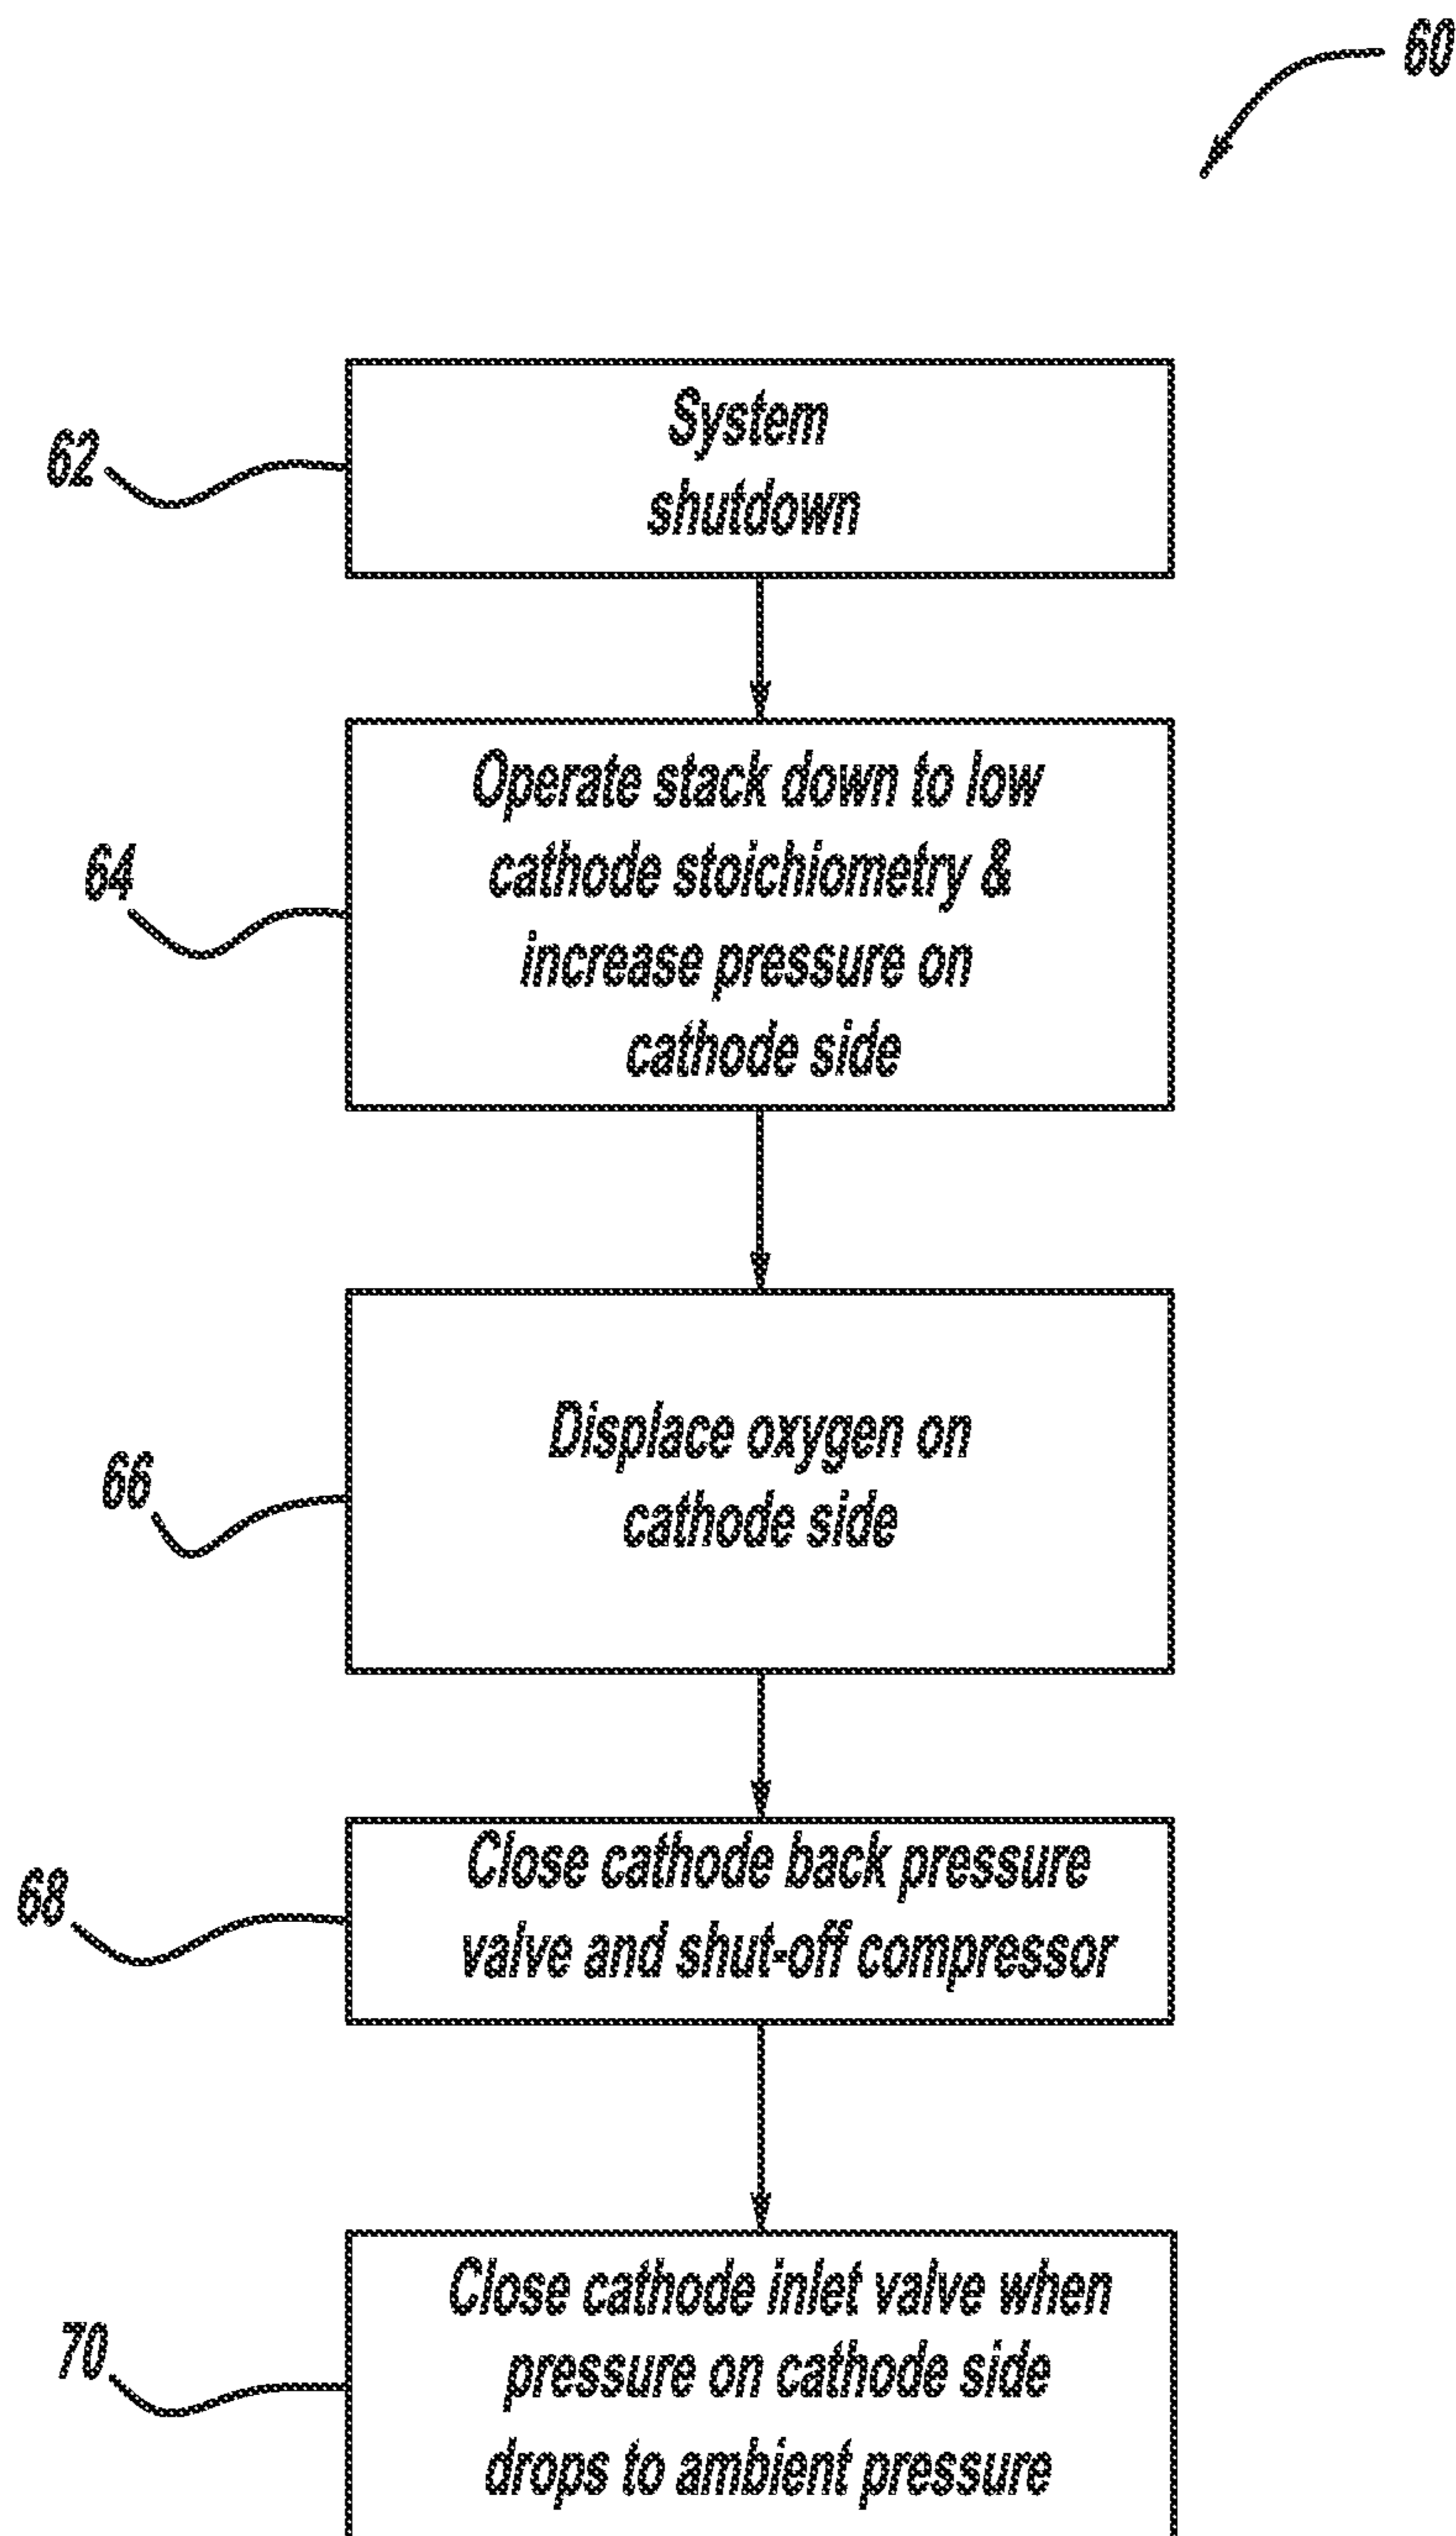 60
62
System
shutdown
64
Operate stack down to low
cathode stoichiometry &
increase pressure on
cathode side
66
Displace oxygen on
cathode side
68
Close cathode back pressure
valve and shut-off compressor
70
Close cathode inlet valve when
pressure on cathode side
drops to ambient pressure